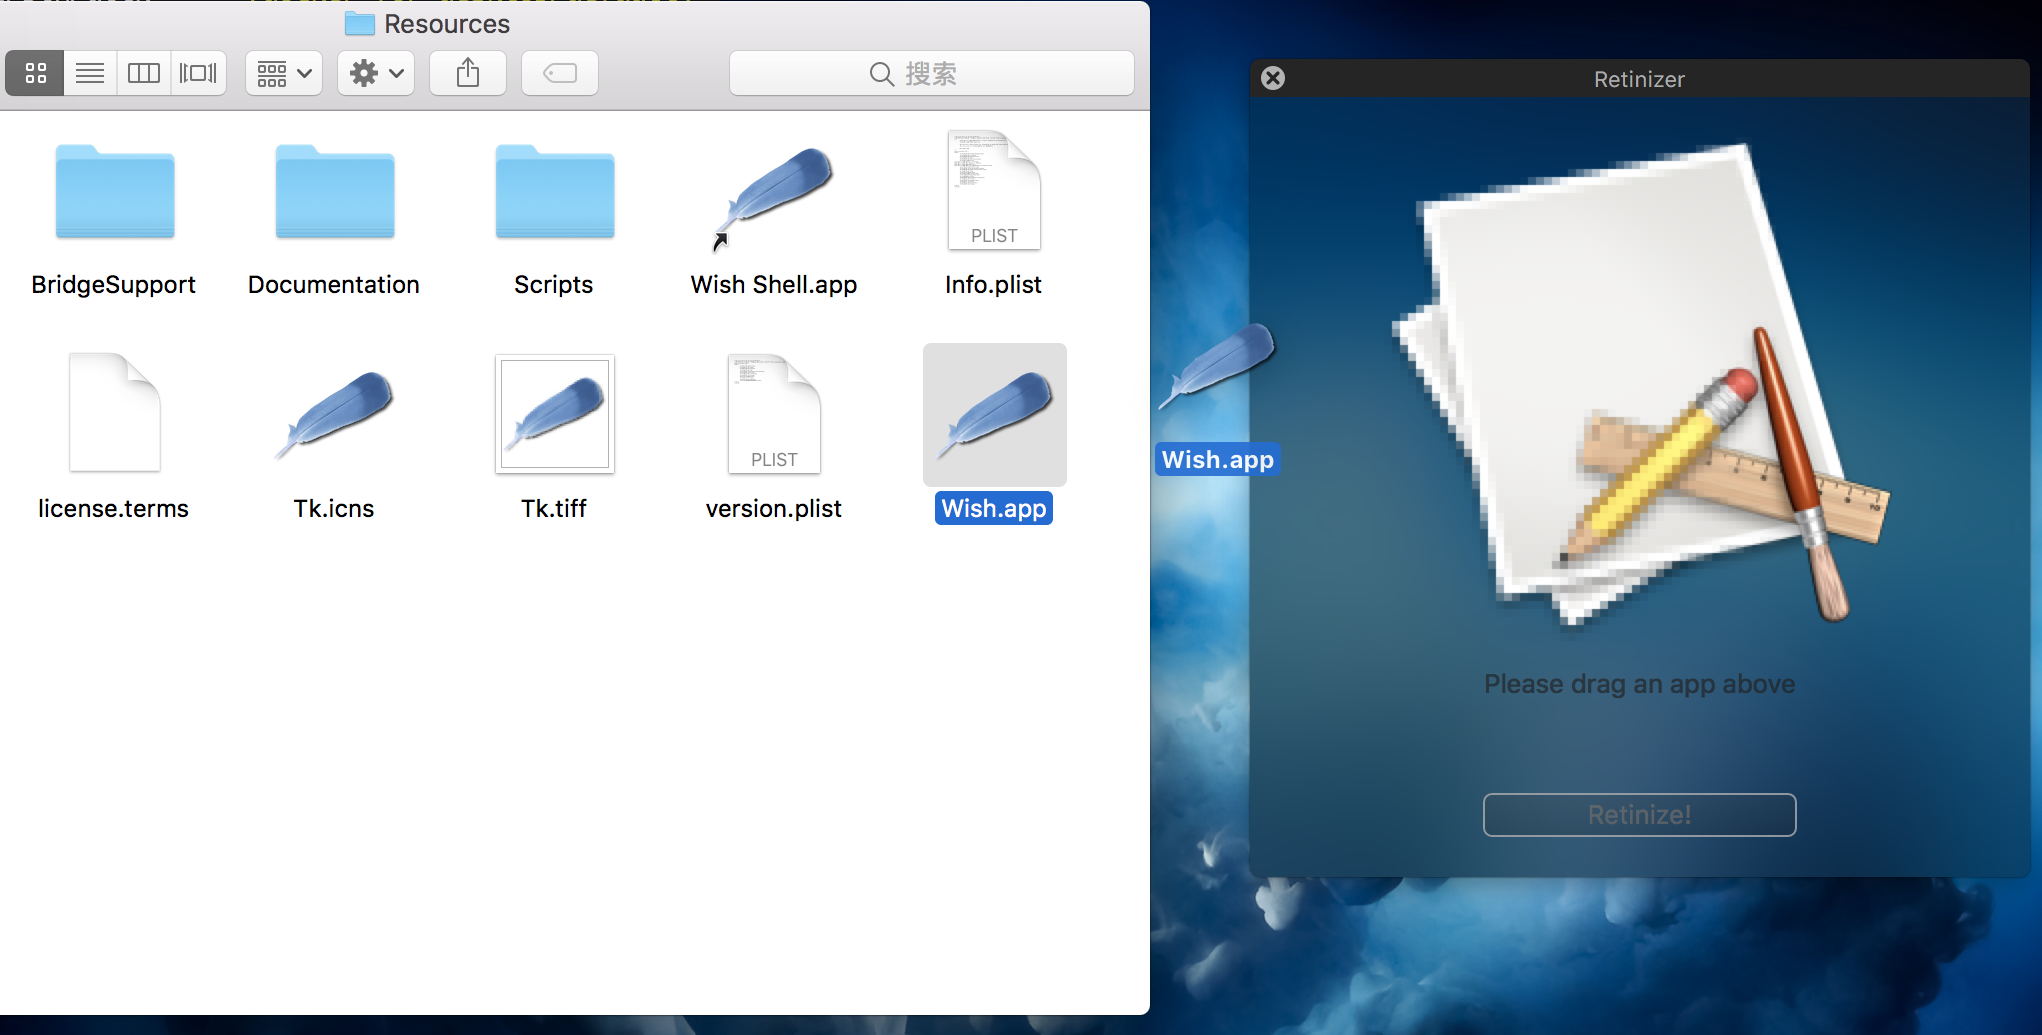 Resources
搜索
BridgeSupport
Documentation
Scripts
Wish Shell.app
PLIST
Info.plist
license.terms
Tk.icns
Tk.tiff
PLIST
version.plist
Wish.app
Wish.app
Retinizer
Please drag an app above
Retinize!